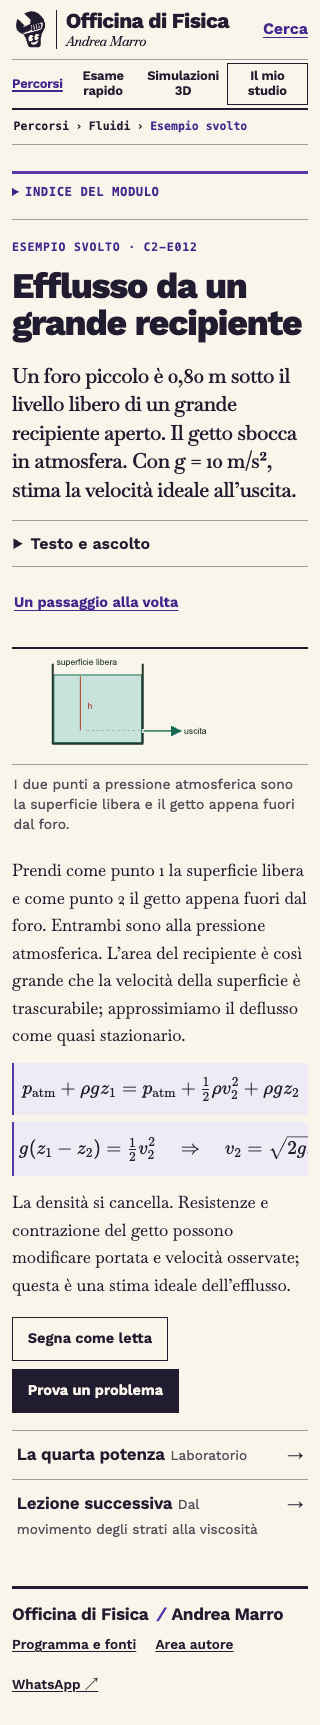 Officina di Fisica
Andrea Marro
Cerca
Percorsi
Esame rapido
Simulazioni 3D
Il mio studio
Percorsi › Fluidi › Esempio svolto
▶ INDICE DEL MODULO
ESEMPIO SVOLTO · C2–E012
Efflusso da un
grande recipiente
Un foro piccolo è 0,80 m sotto il
livello libero di un grande
recipiente aperto. Il getto sbocca
in atmosfera. Con g = 10 m/s²,
stima la velocità ideale all’uscita.
▶ Testo e ascolto
Un passaggio alla volta
superficie libera
h
uscita
I due punti a pressione atmosferica sono
la superficie libera e il getto appena fuori
dal foro.
Prendi come punto 1 la superficie libera
e come punto 2 il getto appena fuori dal
foro. Entrambi sono alla pressione
atmosferica. L’area del recipiente è così
grande che la velocità della superficie è
trascurabile; approssimiamo il deflusso
come quasi stazionario.
p_atm + ρgz₁ = p_atm + ½ρv₂² + ρgz₂
g(z₁ − z₂) = ½v₂² ⇒ v₂ = √2g
La densità si cancella. Resistenze e
contrazione del getto possono
modificare portata e velocità osservate;
questa è una stima ideale dell’efflusso.
Segna come letta
Prova un problema
La quarta potenza Laboratorio →
Lezione successiva Dal →
movimento degli strati alla viscosità
Officina di Fisica / Andrea Marro
Programma e fonti Area autore
WhatsApp ↗